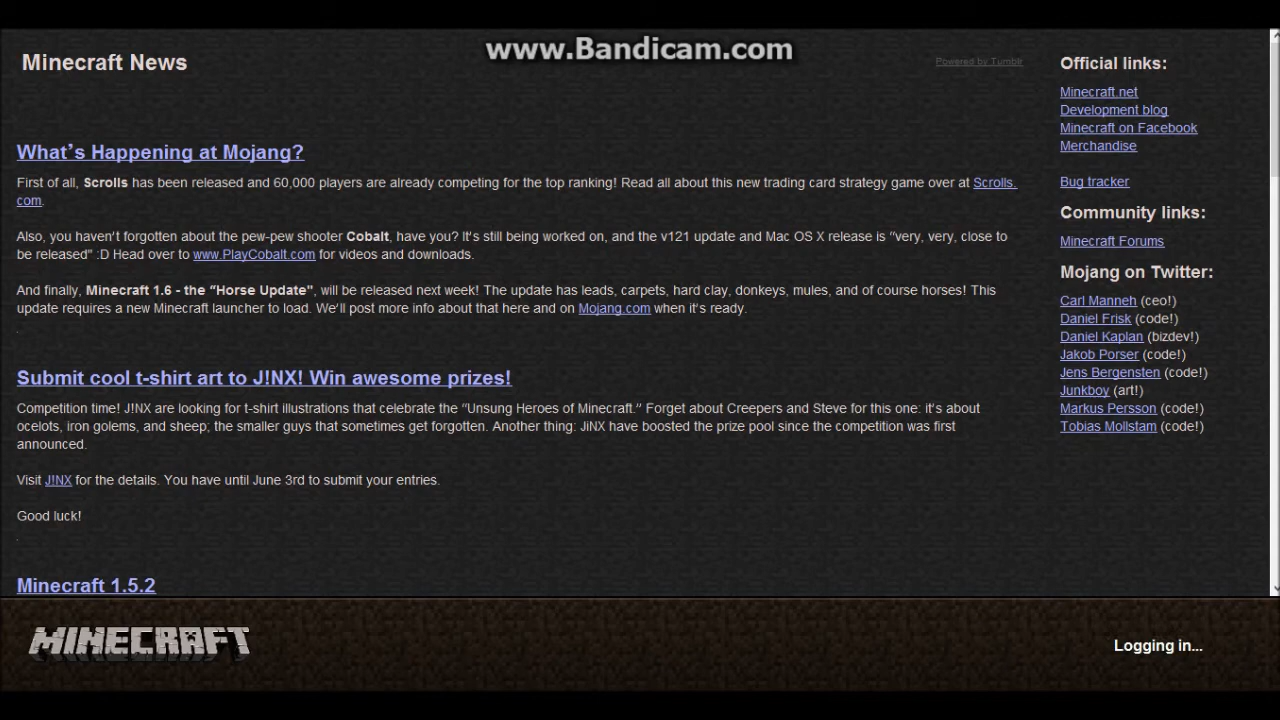 www.Bandicam.com
Minecraft News
Powered by Tumblr
What's Happening at Mojang?
First of all, Scrolls has been released and 60,000 players are already competing for the top ranking! Read all about this new trading card strategy game over at Scrolls.
com.
Also, you haven't forgotten about the pew-pew shooter Cobalt, have you? It's still being worked on, and the v121 update and Mac OS X release is "very, very, close to
be released" :D Head over to www.PlayCobalt.com for videos and downloads.
And finally, Minecraft 1.6 - the "Horse Update", will be released next week! The update has leads, carpets, hard clay, donkeys, mules, and of course horses! This
update requires a new Minecraft launcher to load. We'll post more info about that here and on Mojang.com when it's ready.
Submit cool t-shirt art to J!NX! Win awesome prizes!
Competition time! J!NX are looking for t-shirt illustrations that celebrate the "Unsung Heroes of Minecraft." Forget about Creepers and Steve for this one: it's about
ocelots, iron golems, and sheep; the smaller guys that sometimes get forgotten. Another thing: JiNX have boosted the prize pool since the competition was first
announced.
Visit J!NX for the details. You have until June 3rd to submit your entries.
Good luck!
Minecraft 1.5.2
Official links:
Minecraft.net
Development blog
Minecraft on Facebook
Merchandise
Bug tracker
Community links:
Minecraft Forums
Mojang on Twitter:
Carl Manneh (ceo!)
Daniel Frisk (code!)
Daniel Kaplan (bizdev!)
Jakob Porser (code!)
Jens Bergensten (code!)
Junkboy (art!)
Markus Persson (code!)
Tobias Mollstam (code!)
MINECRAFT
Logging in...